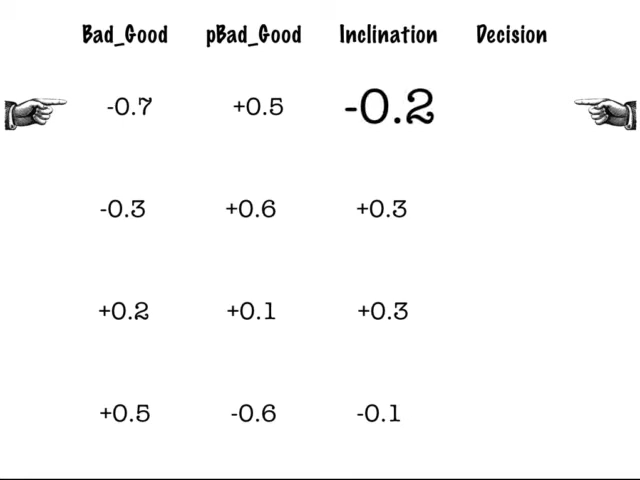 Bad_Good pBad_Good Inclination Decision
-0.7 +0.5 -0.2
-0.3 +0.6 +0.3
+0.2 +0.1 +0.3
+0.5 -0.6 -0.1